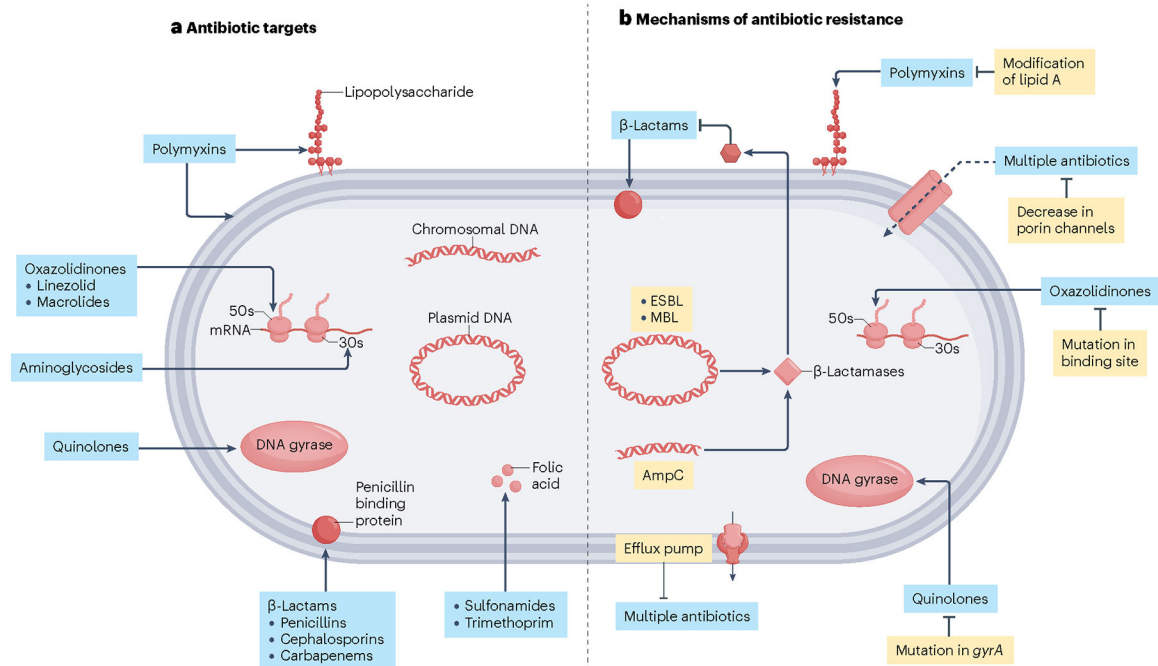 a Antibiotic targets
Lipopolysaccharide
Polymyxins
Chromosomal DNA
Oxazolidinones
• Linezolid
• Macrolides
50s
mRNA
30s
Plasmid DNA
Aminoglycosides
Quinolones
DNA gyrase
Folic
acid
Penicillin
binding
protein
β-Lactams
• Penicillins
• Cephalosporins
• Carbapenems
• Sulfonamides
• Trimethoprim
b Mechanisms of antibiotic resistance
Polymyxins
Modification
of lipid A
β-Lactams
Multiple antibiotics
Decrease in
porin channels
• ESBL
• MBL
Oxazolidinones
50s
30s
Mutation in
binding site
β-Lactamases
AmpC
DNA gyrase
Efflux pump
Multiple antibiotics
Quinolones
Mutation in gyrA